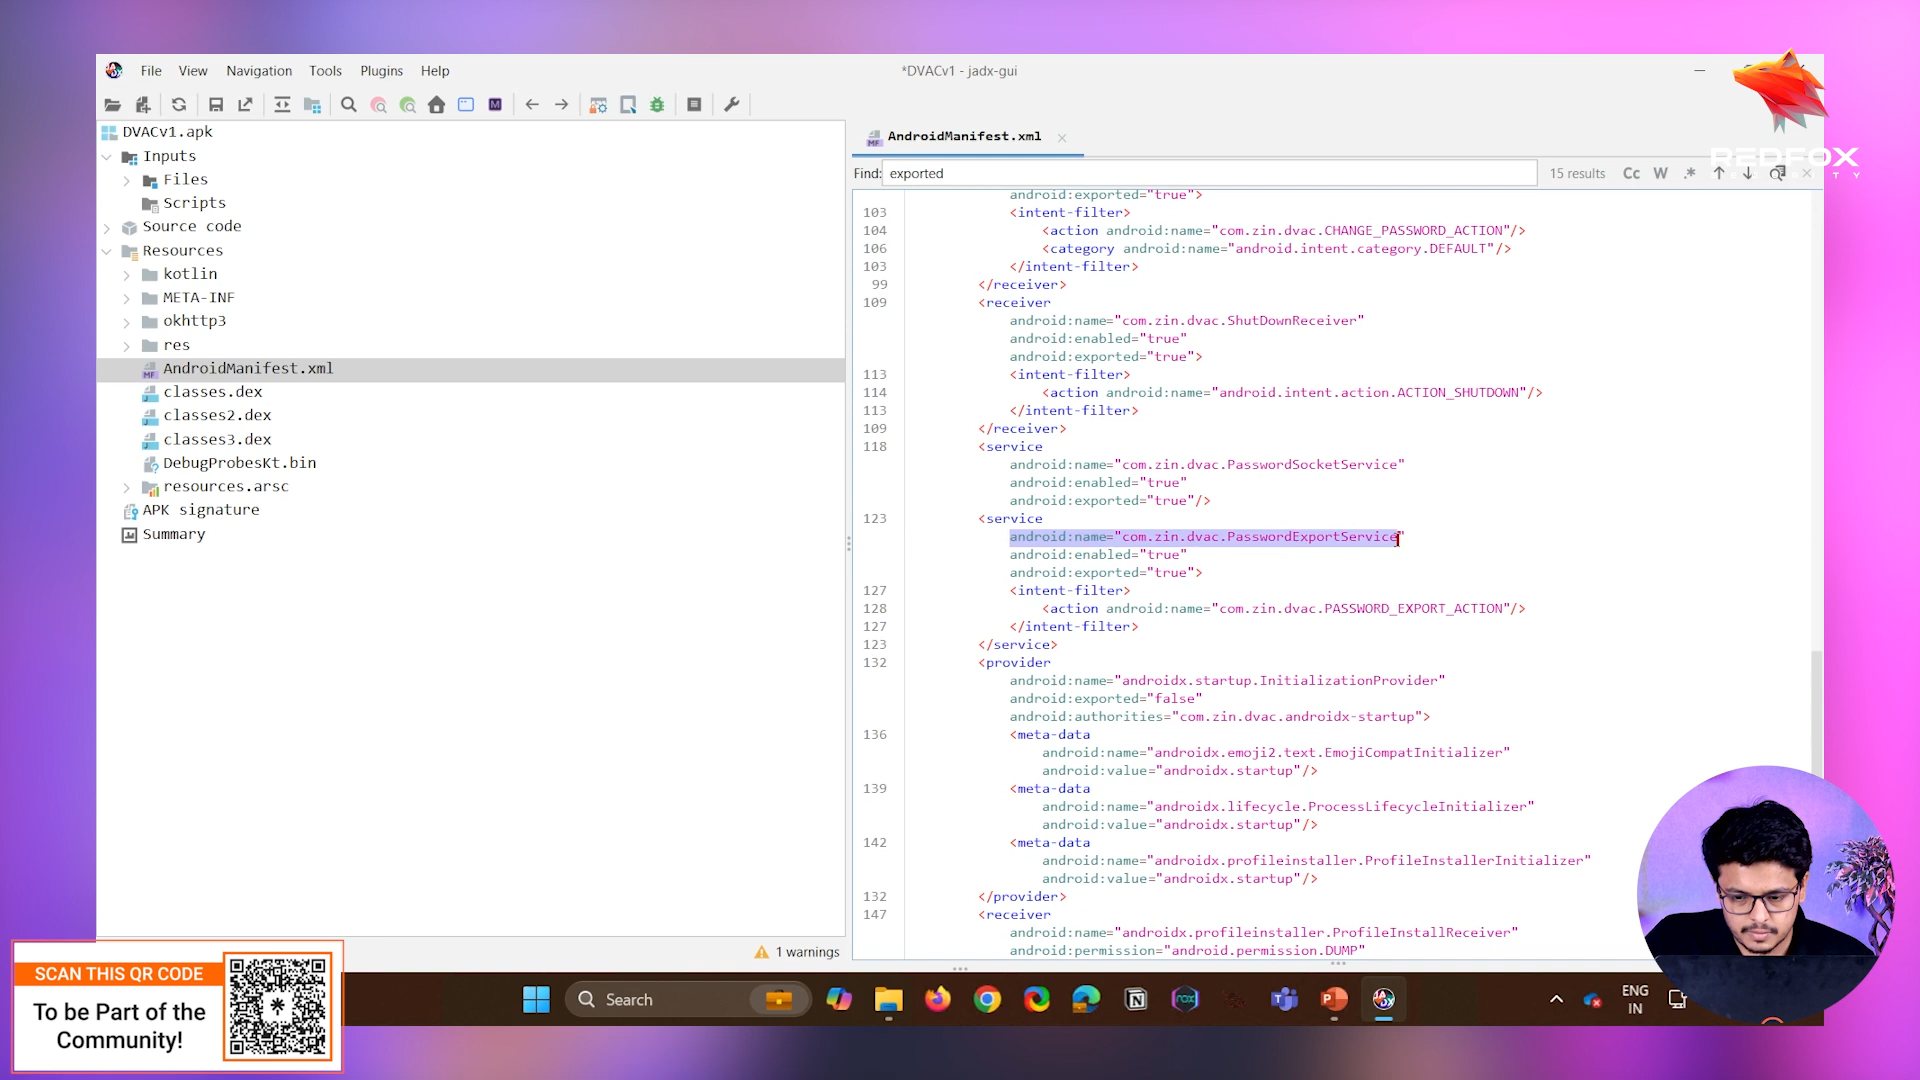 File View Navigation Tools Plugins Help
*DVACv1 - jadx-gui
REDFOX
DVACv1.apk
Inputs
Files
Scripts
Source code
Resources
kotlin
META-INF
okhttp3
res
AndroidManifest.xml
classes.dex
classes2.dex
classes3.dex
DebugProbesKt.bin
resources.arsc
APK signature
Summary
1 warnings
AndroidManifest.xml
Find: exported 15 results Cc W .*
android:exported="true">
103 <intent-filter>
104 <action android:name="com.zin.dvac.CHANGE_PASSWORD_ACTION"/>
106 <category android:name="android.intent.category.DEFAULT"/>
103 </intent-filter>
99 </receiver>
109 <receiver
android:name="com.zin.dvac.ShutDownReceiver"
android:enabled="true"
android:exported="true">
113 <intent-filter>
114 <action android:name="android.intent.action.ACTION_SHUTDOWN"/>
113 </intent-filter>
109 </receiver>
118 <service
android:name="com.zin.dvac.PasswordSocketService"
android:enabled="true"
android:exported="true"/>
123 <service
android:name="com.zin.dvac.PasswordExportService"
android:enabled="true"
android:exported="true">
127 <intent-filter>
128 <action android:name="com.zin.dvac.PASSWORD_EXPORT_ACTION"/>
127 </intent-filter>
123 </service>
132 <provider
android:name="androidx.startup.InitializationProvider"
android:exported="false"
android:authorities="com.zin.dvac.androidx-startup">
136 <meta-data
android:name="androidx.emoji2.text.EmojiCompatInitializer"
android:value="androidx.startup"/>
139 <meta-data
android:name="androidx.lifecycle.ProcessLifecycleInitializer"
android:value="androidx.startup"/>
142 <meta-data
android:name="androidx.profileinstaller.ProfileInstallerInitializer"
android:value="androidx.startup"/>
132 </provider>
147 <receiver
android:name="androidx.profileinstaller.ProfileInstallReceiver"
android:permission="android.permission.DUMP"
SCAN THIS QR CODE
To be Part of the
Community!
Search
ENG
IN